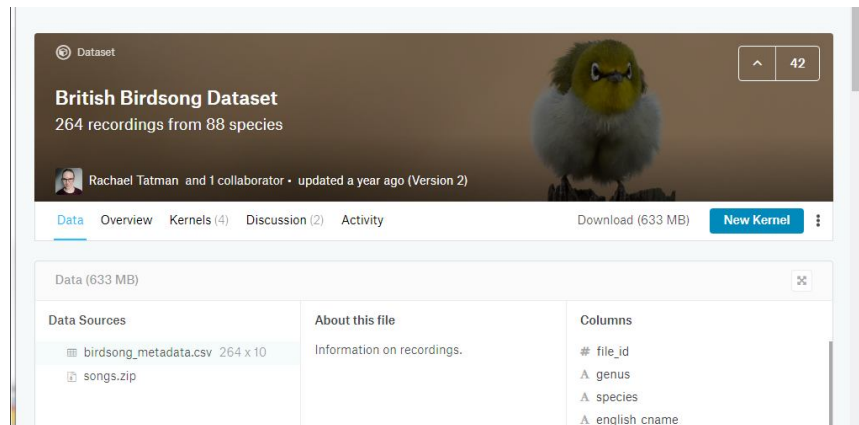 Dataset
42
British Birdsong Dataset
264 recordings from 88 species
Rachael Tatman and 1 collaborator • updated a year ago (Version 2)
Data Overview Kernels (4) Discussion (2) Activity Download (633 MB) New Kernel
Data (633 MB)
Data Sources About this file Columns
birdsong_metadata.csv 264 x 10 Information on recordings. # file_id
songs.zip A genus
A species
A english_cname